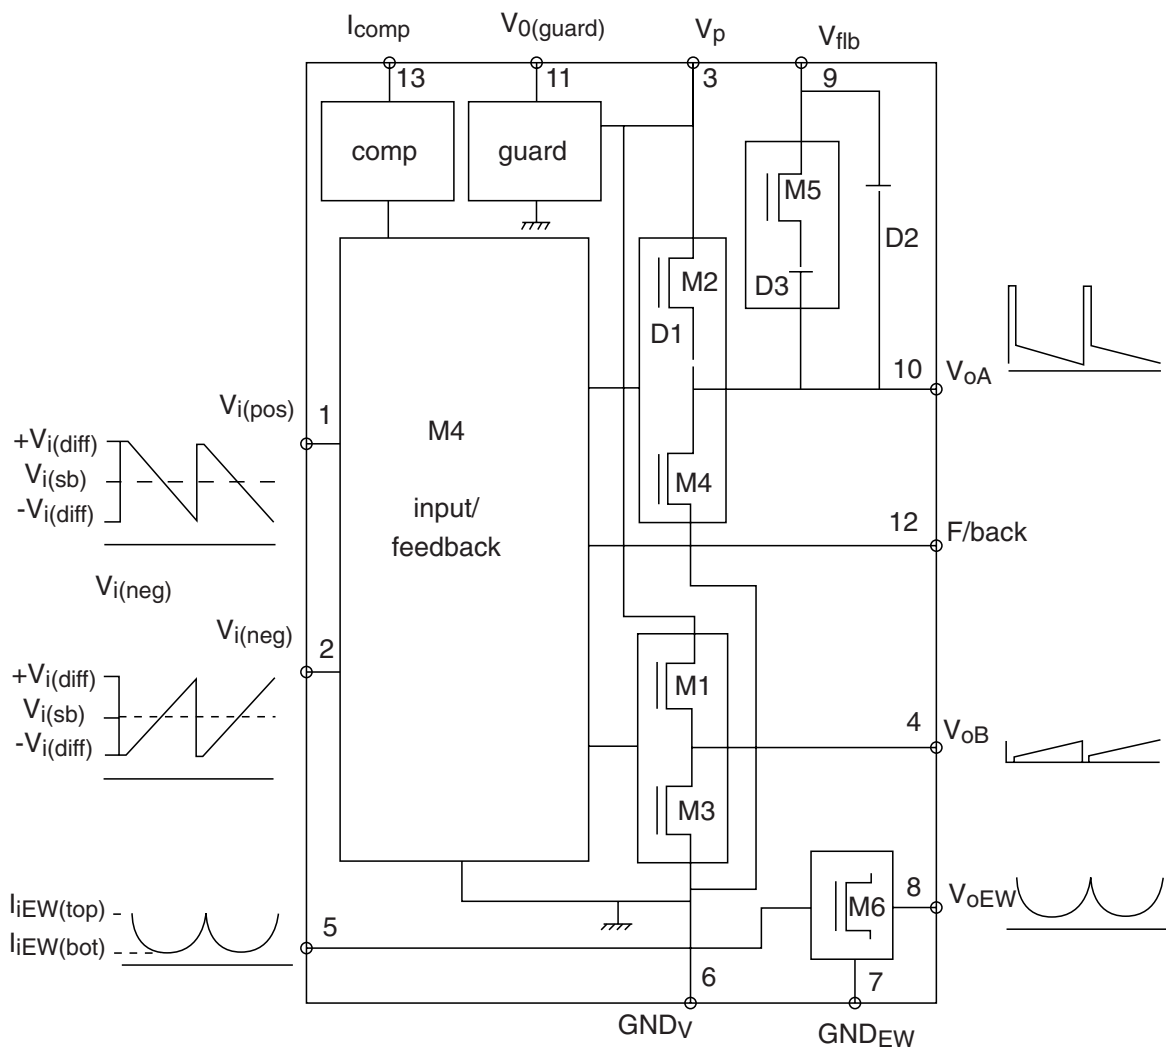 Icomp
V0(guard)
Vp
Vflb
13
11
3
9
comp
guard
M5
D2
D3
M2
D1
10
VoA
Vi(pos)
1
M4
+Vi(diff)
Vi(sb)
-Vi(diff)
M4
input/
feedback
12
F/back
Vi(neg)
Vi(neg)
2
+Vi(diff)
Vi(sb)
-Vi(diff)
M1
4
VoB
M3
IiEW(top)
IiEW(bot)
5
M6
8
VoEW
6
7
GNDV
GNDEW